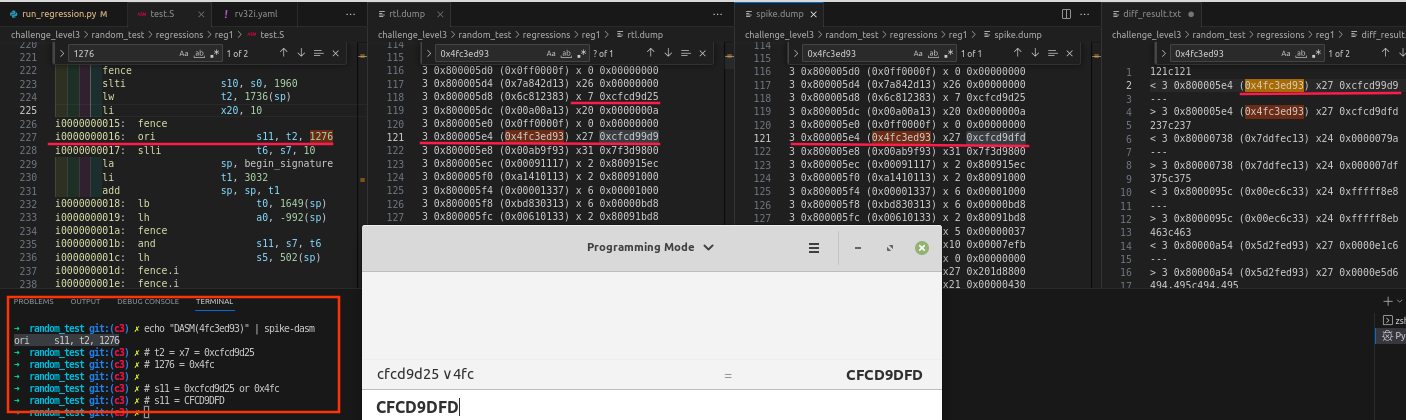 run_regression.py M
test.S
rv32i.yaml
challenge_level3 > random_test > regressions > reg1 > test.S
220
1276
Aa ab .*
1 of 2
221
222 fence
223 slti s10, s0, 1960
224 lw t2, 1736(sp)
225 li x20, 10
226 i0000000015: fence
227 i0000000016: ori s11, t2, 1276
228 i0000000017: slli t6, s7, 10
229 la sp, begin_signature
230 li t1, 3032
231 add sp, sp, t1
232 i0000000018: lb t0, 1649(sp)
233 i0000000019: lh a0, -992(sp)
234 i000000001a: fence
235 i000000001b: and s11, s7, t6
236 i000000001c: lh s5, 502(sp)
237 i000000001d: fence.i
238 i000000001e: fence.i
rtl.dump
challenge_level3 > random_test > regressions > reg1 > rtl.dump
114
0x4fc3ed93
Aa ab .*
? of 1
115
116 3 0x800005d0 (0x0ff0000f) x 0 0x00000000
117 3 0x800005d4 (0x7a842d13) x26 0x00000000
118 3 0x800005d8 (0x6c812383) x 7 0xcfcd9d25
119 3 0x800005dc (0x00a00a13) x20 0x0000000a
120 3 0x800005e0 (0x0ff0000f) x 0 0x00000000
121 3 0x800005e4 (0x4fc3ed93) x27 0xcfcd99d9
122 3 0x800005e8 (0x00ab9f93) x31 0x7f3d9800
123 3 0x800005ec (0x00091117) x 2 0x800915ec
124 3 0x800005f0 (0xa1410113) x 2 0x80091000
125 3 0x800005f4 (0x00001337) x 6 0x00001000
126 3 0x800005f8 (0xbd830313) x 6 0x00000bd8
127 3 0x800005fc (0x00610133) x 2 0x80091bd8
spike.dump
challenge_level3 > random_test > regressions > reg1 > spike.dump
114
0x4fc3ed93
Aa ab .*
1 of 1
115
116 3 0x800005d0 (0x0ff0000f) x 0 0x00000000
117 3 0x800005d4 (0x7a842d13) x26 0x00000000
118 3 0x800005d8 (0x6c812383) x 7 0xcfcd9d25
119 3 0x800005dc (0x00a00a13) x20 0x0000000a
120 3 0x800005e0 (0x0ff0000f) x 0 0x00000000
121 3 0x800005e4 (0x4fc3ed93) x27 0xcfcd9dfd
122 3 0x800005e8 (0x00ab9f93) x31 0x7f3d9800
123 3 0x800005ec (0x00091117) x 2 0x800915ec
124 3 0x800005f0 (0xa1410113) x 2 0x80091000
125 3 0x800005f4 (0x00001337) x 6 0x00001000
126 3 0x800005f8 (0xbd830313) x 6 0x00000bd8
127 3 0x800005fc (0x00610133) x 2 0x80091bd8
x 5 0x00000037
x10 0x00007efb
x27 0x201d8800
x21 0x00000430
diff_result.txt
challenge_level3 > random_test > regressions > reg1 > diff_result.
0x4fc3ed93
Aa ab .*
1 of 2
1 121c121
2 < 3 0x800005e4 (0x4fc3ed93) x27 0xcfcd99d9
3 ---
4 > 3 0x800005e4 (0x4fc3ed93) x27 0xcfcd9dfd
5 237c237
6 < 3 0x80000738 (0x7ddfec13) x24 0x0000079a
7 ---
8 > 3 0x80000738 (0x7ddfec13) x24 0x000007df
9 375c375
10 < 3 0x8000095c (0x00ec6c33) x24 0xfffff8e8
11 ---
12 > 3 0x8000095c (0x00ec6c33) x24 0xfffff8eb
13 463c463
14 < 3 0x80000a54 (0x5d2fed93) x27 0x0000e1c6
15 ---
16 > 3 0x80000a54 (0x5d2fed93) x27 0x0000e5d6
17 494,495c494,495
PROBLEMS OUTPUT DEBUG CONSOLE TERMINAL
→ random_test git:(c3) ✗ echo "DASM(4fc3ed93)" | spike-dasm
ori s11, t2, 1276
→ random_test git:(c3) ✗ # t2 = x7 = 0xcfcd9d25
→ random_test git:(c3) ✗ # 1276 = 0x4fc
→ random_test git:(c3) ✗
→ random_test git:(c3) ✗ # s11 = 0xcfcd9d25 or 0x4fc
→ random_test git:(c3) ✗ # s11 = CFCD9DFD
→ random_test git:(c3) ✗
Programming Mode
cfcd9d25 ∨ 4fc = CFCD9DFD
CFCD9DFD
zsh
Py